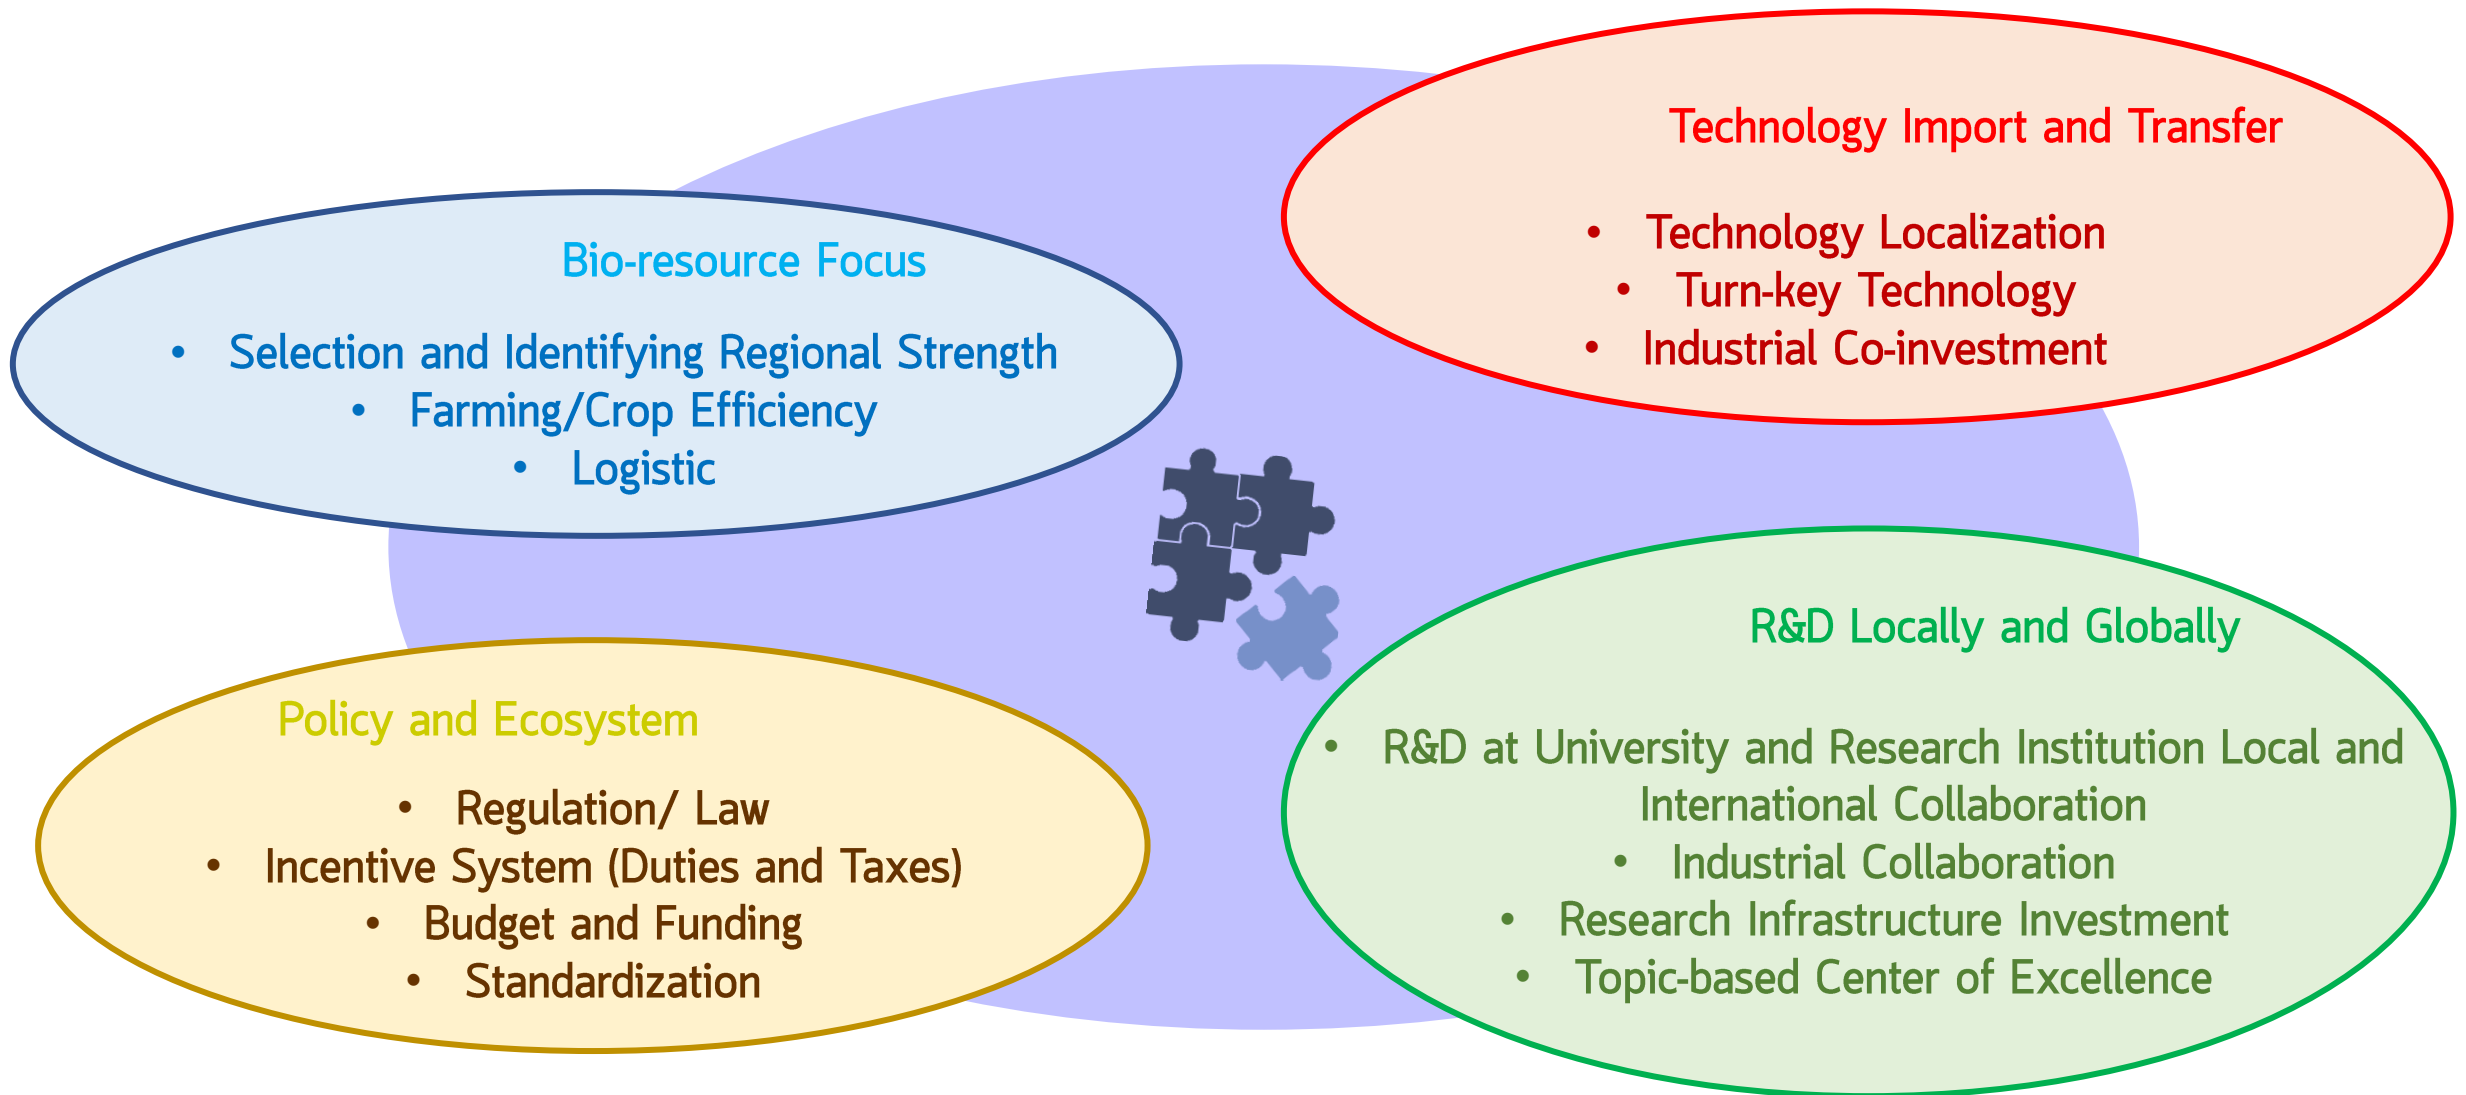 Technology Import and Transfer
• Technology Localization
• Turn-key Technology
• Industrial Co-investment
Bio-resource Focus
• Selection and Identifying Regional Strength
• Farming/Crop Efficiency
• Logistic
Policy and Ecosystem
• Regulation/ Law
• Incentive System (Duties and Taxes)
• Budget and Funding
• Standardization
R&D Locally and Globally
• R&D at University and Research Institution Local and
International Collaboration
• Industrial Collaboration
• Research Infrastructure Investment
• Topic-based Center of Excellence